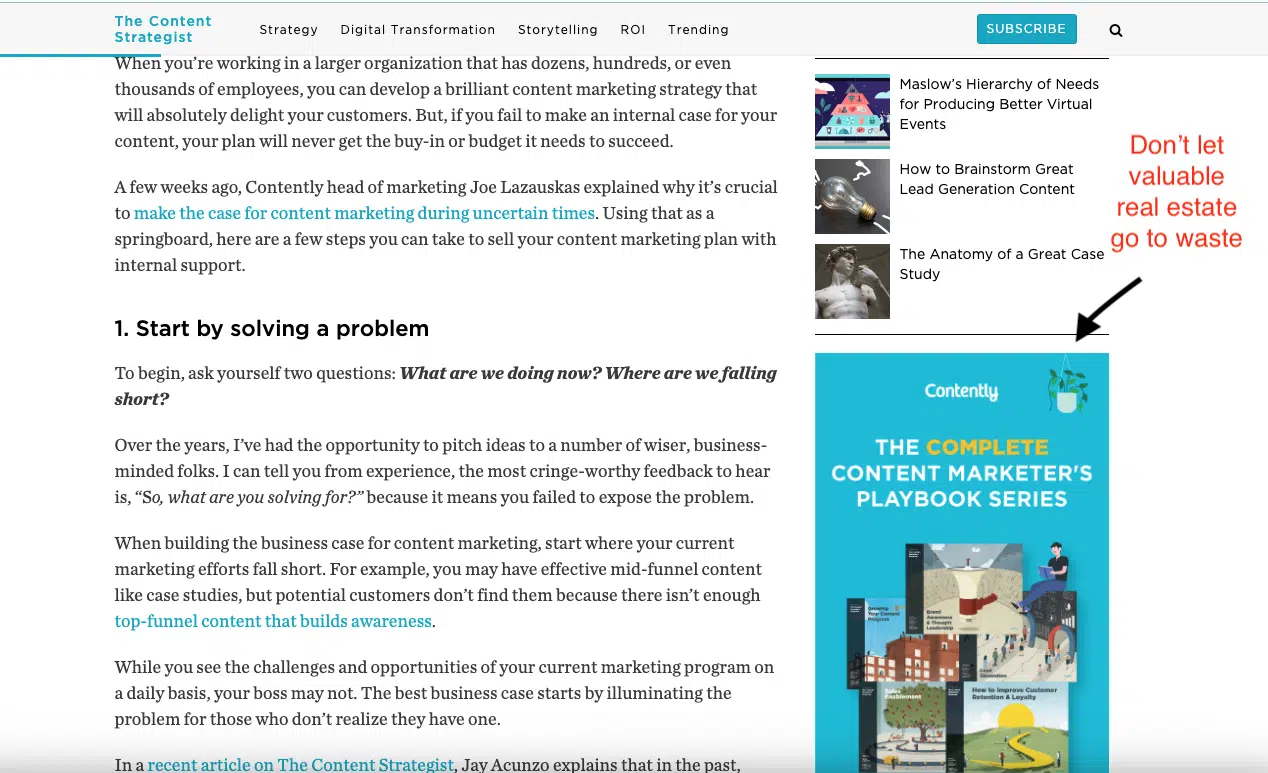 The Content
Strategist
Strategy Digital Transformation Storytelling ROI Trending
SUBSCRIBE
When you’re working in a larger organization that has dozens, hundreds, or even
thousands of employees, you can develop a brilliant content marketing strategy that
will absolutely delight your customers. But, if you fail to make an internal case for your
content, your plan will never get the buy-in or budget it needs to succeed.
A few weeks ago, Contently head of marketing Joe Lazauskas explained why it’s crucial
to make the case for content marketing during uncertain times. Using that as a
springboard, here are a few steps you can take to sell your content marketing plan with
internal support.
1. Start by solving a problem
To begin, ask yourself two questions: What are we doing now? Where are we falling
short?
Over the years, I’ve had the opportunity to pitch ideas to a number of wiser, business-
minded folks. I can tell you from experience, the most cringe-worthy feedback to hear
is, “So, what are you solving for?” because it means you failed to expose the problem.
When building the business case for content marketing, start where your current
marketing efforts fall short. For example, you may have effective mid-funnel content
like case studies, but potential customers don’t find them because there isn’t enough
top-funnel content that builds awareness.
While you see the challenges and opportunities of your current marketing program on
a daily basis, your boss may not. The best business case starts by illuminating the
problem for those who don’t realize they have one.
In a recent article on The Content Strategist, Jay Acunzo explains that in the past,
Maslow’s Hierarchy of Needs
for Producing Better Virtual
Events
How to Brainstorm Great
Lead Generation Content
The Anatomy of a Great Case
Study
Don’t let
valuable
real estate
go to waste
Contently
THE COMPLETE
CONTENT MARKETER’S
PLAYBOOK SERIES
Brand
Awareness
& Thought
Leadership
Growing
Your Content
Program
Lead
Generation
Sales
Enablement
How to Improve Customer
Retention & Loyalty